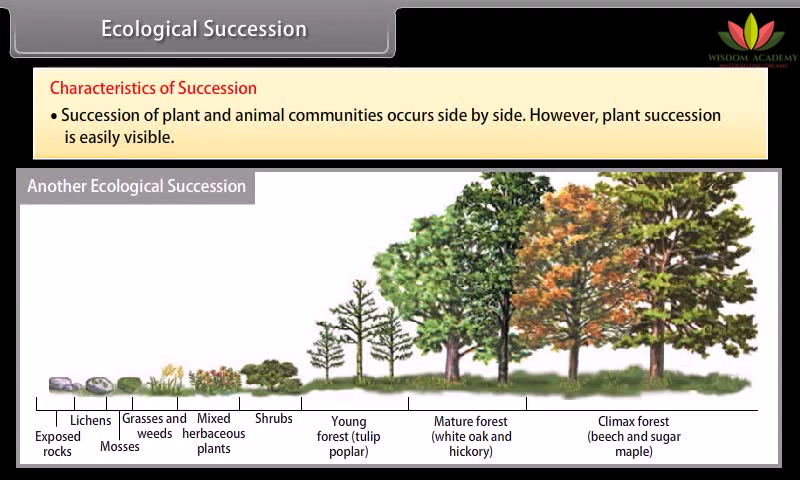 Ecological Succession
WISDOM ACADEMY
MATERIALIZING DREAMS
Characteristics of Succession
• Succession of plant and animal communities occurs side by side. However, plant succession
is easily visible.
Another Ecological Succession
Exposed
rocks
Lichens
Mosses
Grasses and
weeds
Mixed
herbaceous
plants
Shrubs
Young
forest (tulip
poplar)
Mature forest
(white oak and
hickory)
Climax forest
(beech and sugar
maple)